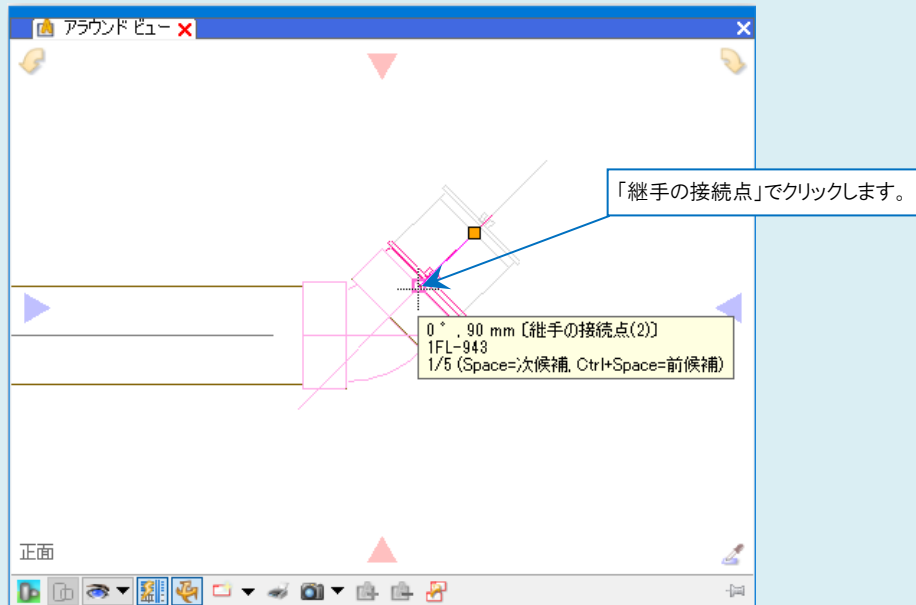 アラウンド ビュー
「継手の接続点」でクリックします。
0 ゜, 90 mm [継手の接続点(2)]
1FL-943
1/5 (Space=次候補, Ctrl+Space=前候補)
正面